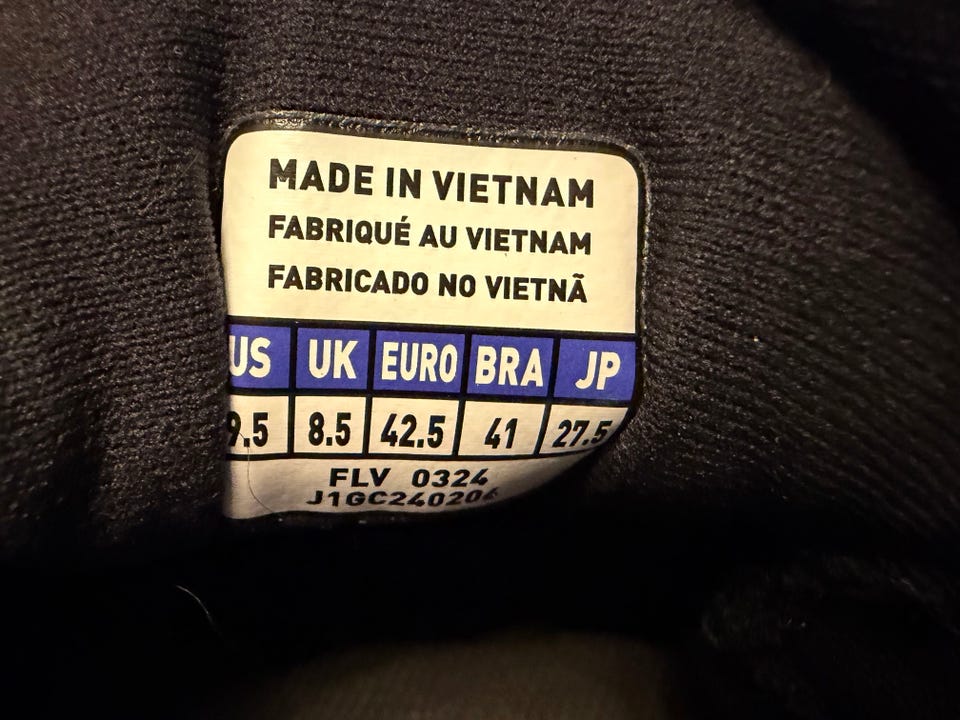 MADE IN VIETNAM
FABRIQUÉ AU VIETNAM
FABRICADO NO VIETNÃ
US UK EURO BRA JP
9.5 8.5 42.5 41 27.5
FLV 0324